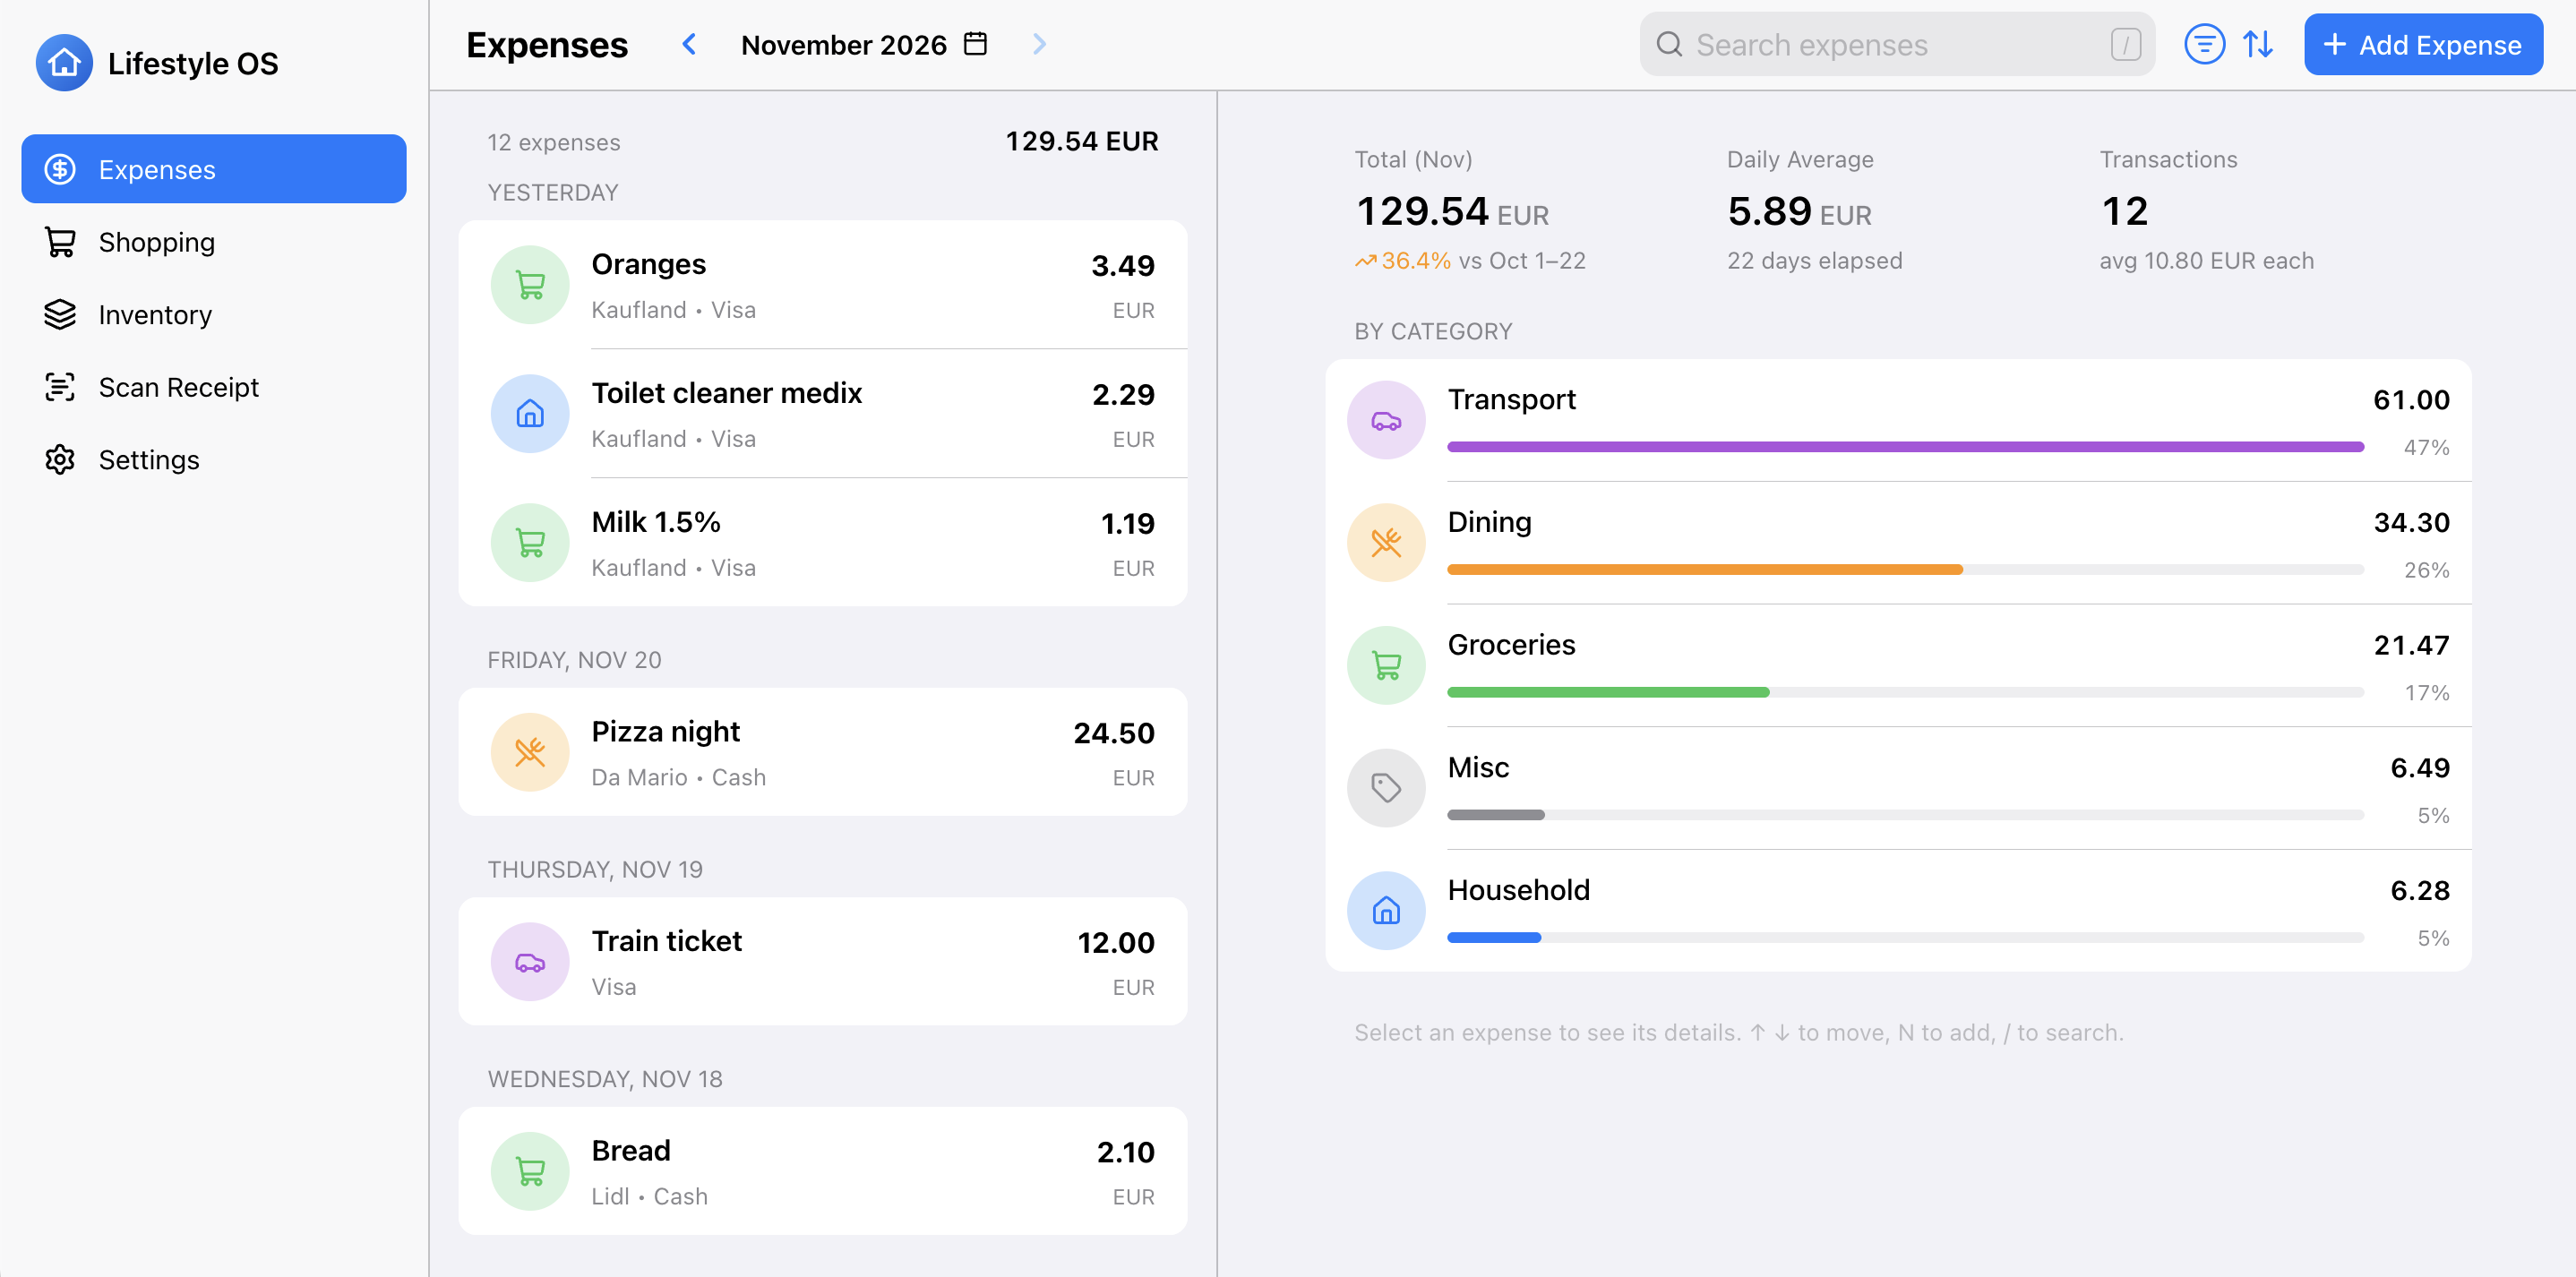 Lifestyle OS
Expenses
Shopping
Inventory
Scan Receipt
Settings
Expenses
November 2026
Search expenses /
+ Add Expense
12 expenses 129.54 EUR
YESTERDAY
Oranges 3.49
Kaufland • Visa EUR
Toilet cleaner medix 2.29
Kaufland • Visa EUR
Milk 1.5% 1.19
Kaufland • Visa EUR
FRIDAY, NOV 20
Pizza night 24.50
Da Mario • Cash EUR
THURSDAY, NOV 19
Train ticket 12.00
Visa EUR
WEDNESDAY, NOV 18
Bread 2.10
Lidl • Cash EUR
Total (Nov)
129.54 EUR
36.4% vs Oct 1–22
Daily Average
5.89 EUR
22 days elapsed
Transactions
12
avg 10.80 EUR each
BY CATEGORY
Transport 61.00
47%
Dining 34.30
26%
Groceries 21.47
17%
Misc 6.49
5%
Household 6.28
5%
Select an expense to see its details. ↑ ↓ to move, N to add, / to search.